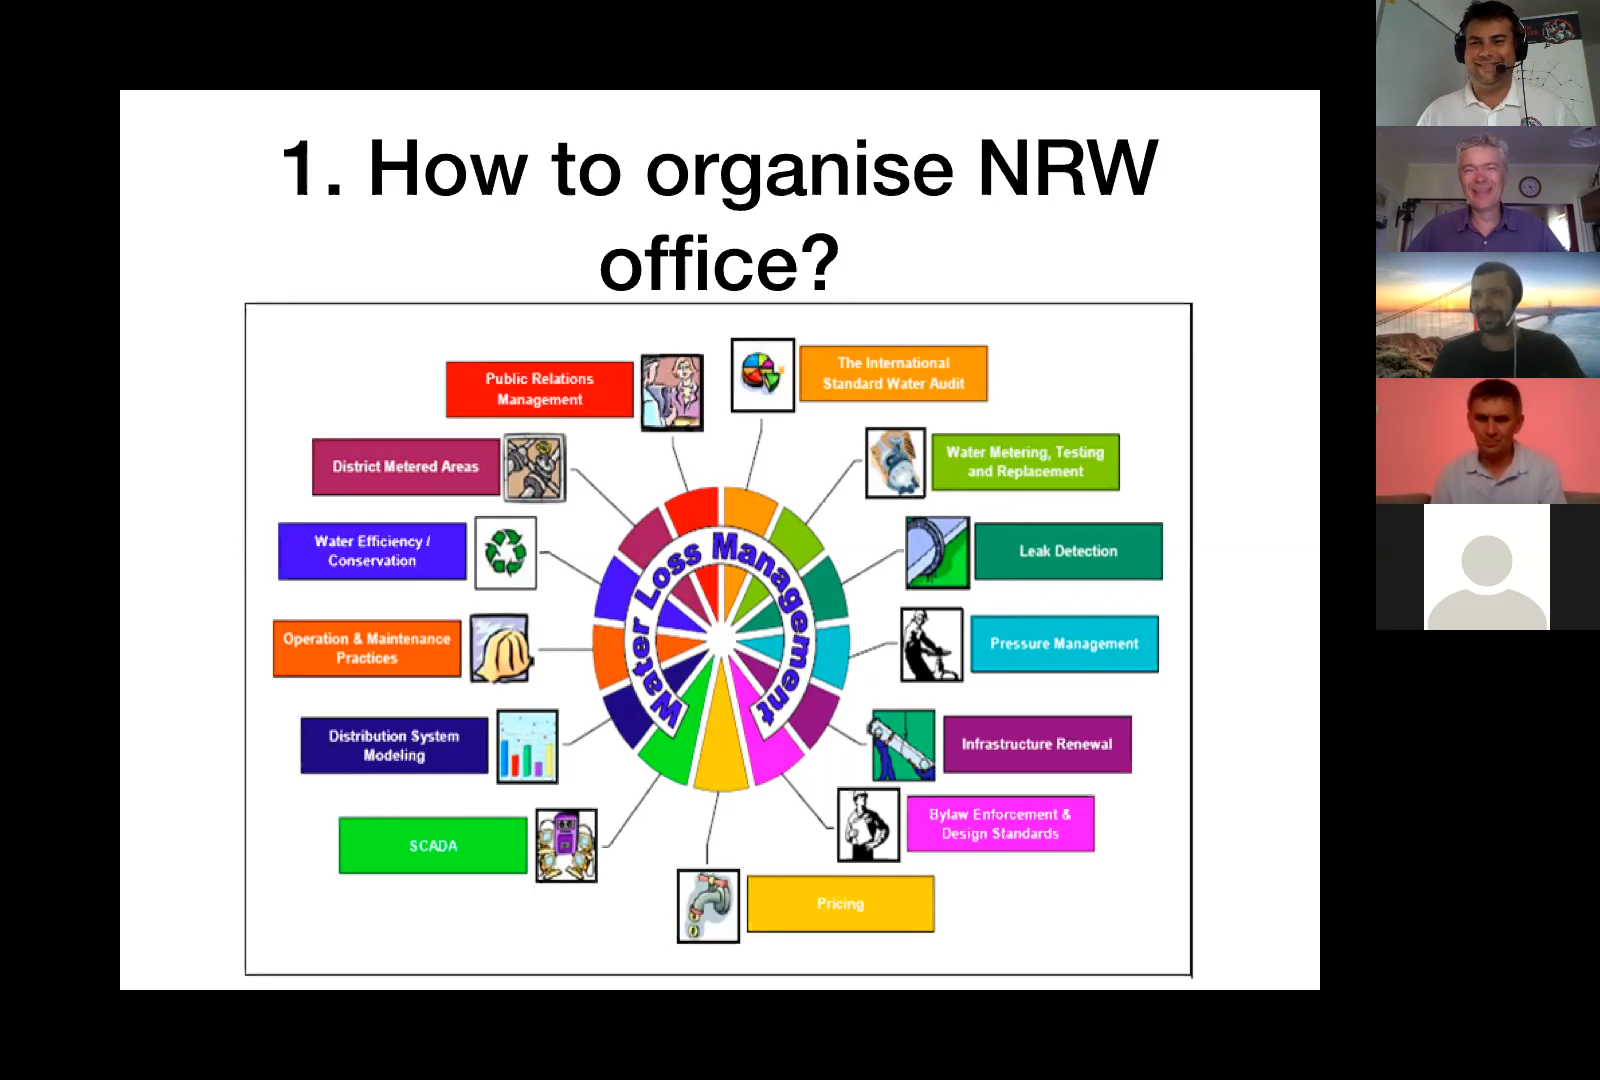 1. How to organise NRW
office?
Public Relations
Management
The International
Standard Water Audit
District Metered Areas
Water Metering, Testing
and Replacement
Water Efficiency /
Conservation
Leak Detection
Operation & Maintenance
Practices
Pressure Management
Distribution System
Modeling
Infrastructure Renewal
SCADA
Bylaw Enforcement &
Design Standards
Pricing
Water Loss Management